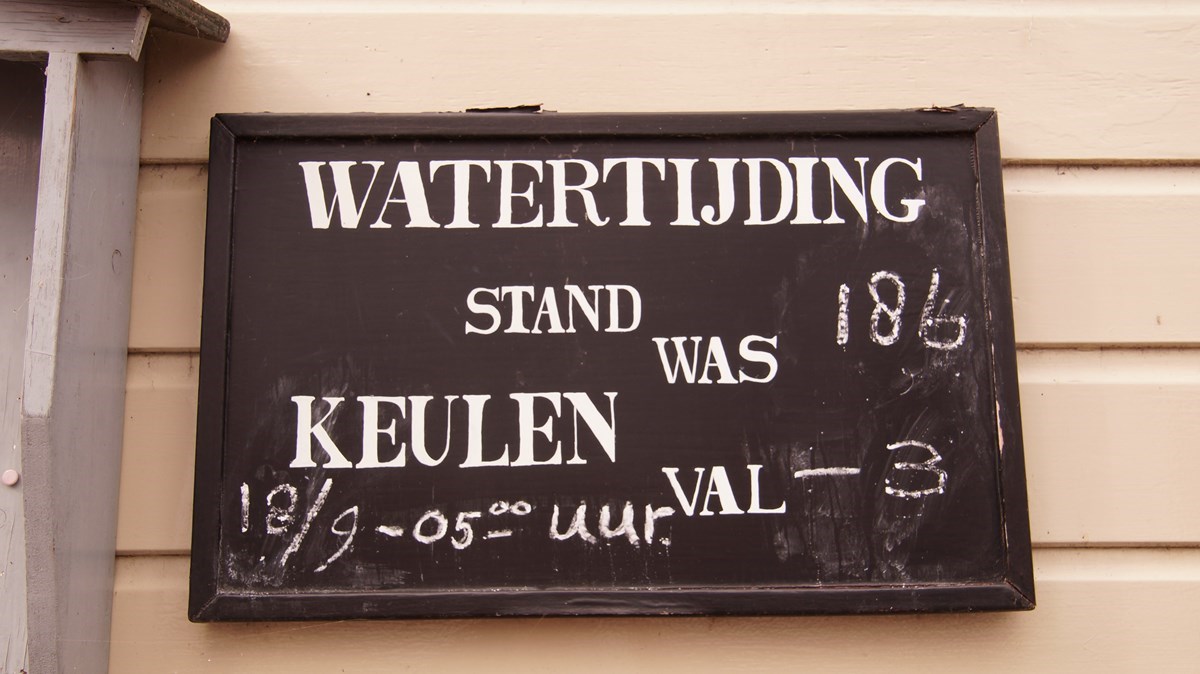 WATERTIJDING
STAND
WAS 186
KEULEN
VAL - 3
18/9 - 05⁰⁰ uur.